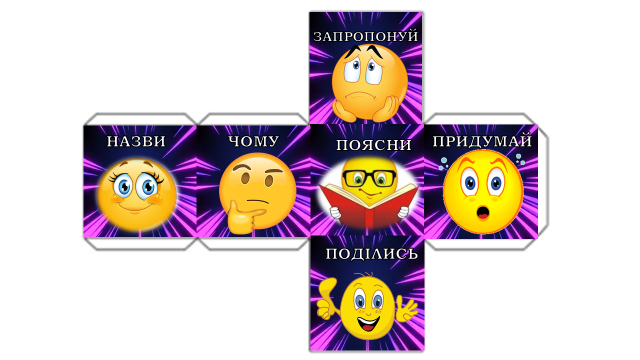 ЗАПРОПОНУЙ
НАЗВИ
ЧОМУ
ПОЯСНИ
ПРИДУМАЙ
ПОДІЛИСЬ